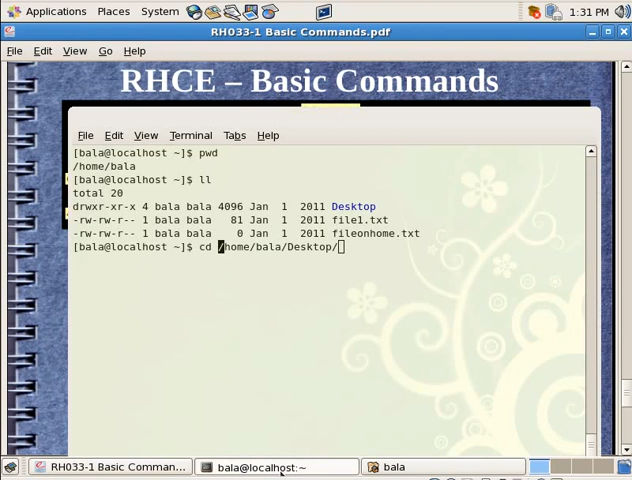 Applications Places System 1:31 PM
RH033-1 Basic Commands.pdf
File Edit View Go Help
RHCE – Basic Commands
File Edit View Terminal Tabs Help
[bala@localhost ~]$ pwd
/home/bala
[bala@localhost ~]$ ll
total 20
drwxr-xr-x 4 bala bala 4096 Jan  1  2011 Desktop
-rw-rw-r-- 1 bala bala   81 Jan  1  2011 file1.txt
-rw-rw-r-- 1 bala bala    0 Jan  1  2011 fileonhome.txt
[bala@localhost ~]$ cd /home/bala/Desktop/
RH033-1 Basic Comman... bala@localhost:~ bala